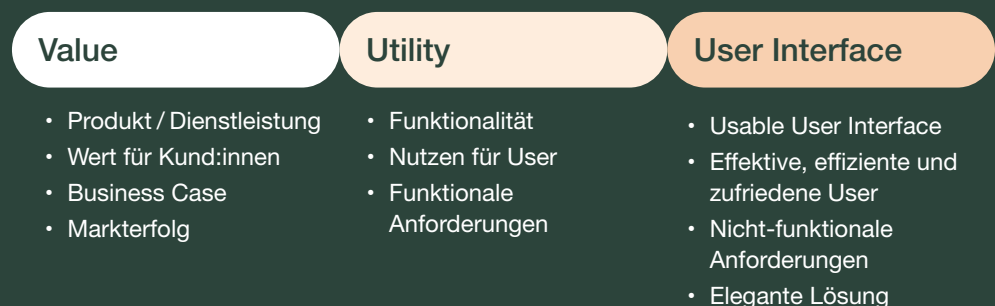 Value
• Produkt / Dienstleistung
• Wert für Kund:innen
• Business Case
• Markterfolg
Utility
• Funktionalität
• Nutzen für User
• Funktionale
Anforderungen
User Interface
• Usable User Interface
• Effektive, effiziente und
zufriedene User
• Nicht-funktionale
Anforderungen
• Elegante Lösung